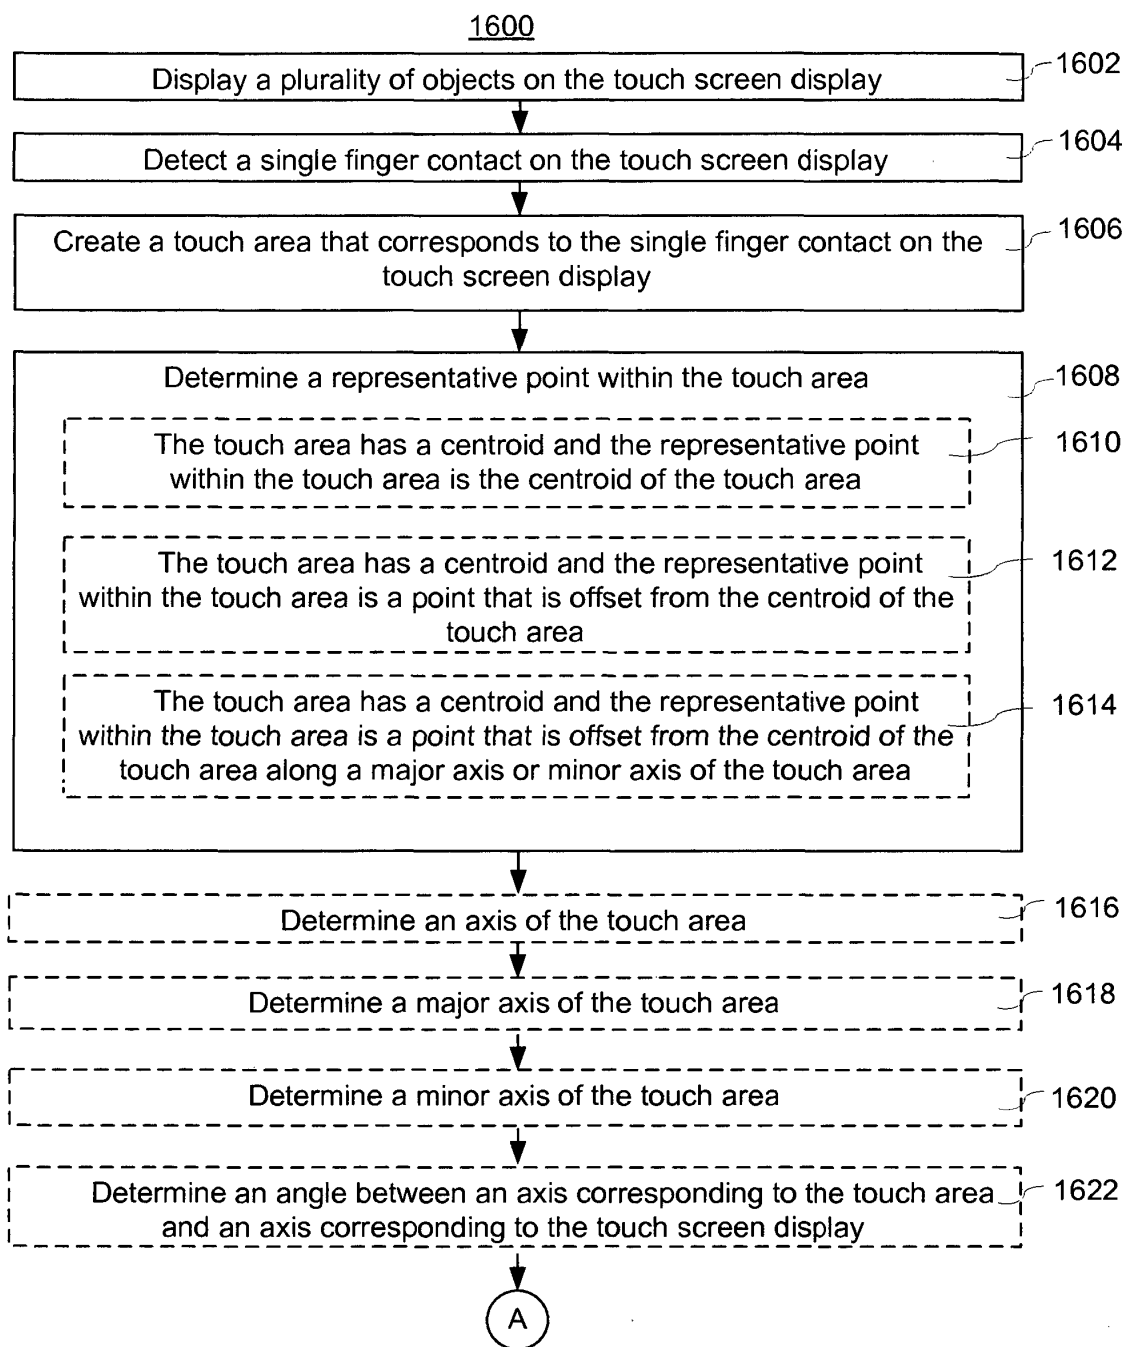 1600
Display a plurality of objects on the touch screen display
1602
Detect a single finger contact on the touch screen display
1604
Create a touch area that corresponds to the single finger contact on the
touch screen display
1606
Determine a representative point within the touch area
1608
The touch area has a centroid and the representative point
within the touch area is the centroid of the touch area
1610
The touch area has a centroid and the representative point
within the touch area is a point that is offset from the centroid of the
touch area
1612
The touch area has a centroid and the representative point
within the touch area is a point that is offset from the centroid of the
touch area along a major axis or minor axis of the touch area
1614
Determine an axis of the touch area
1616
Determine a major axis of the touch area
1618
Determine a minor axis of the touch area
1620
Determine an angle between an axis corresponding to the touch area
and an axis corresponding to the touch screen display
1622
A